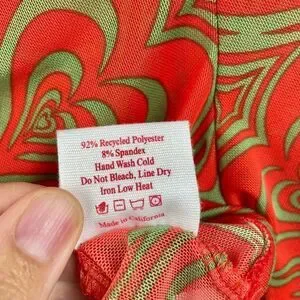 92% Recycled Polyester
8% Spandex
Hand Wash Cold
Do Not Bleach, Line Dry
Iron Low Heat
Made in California